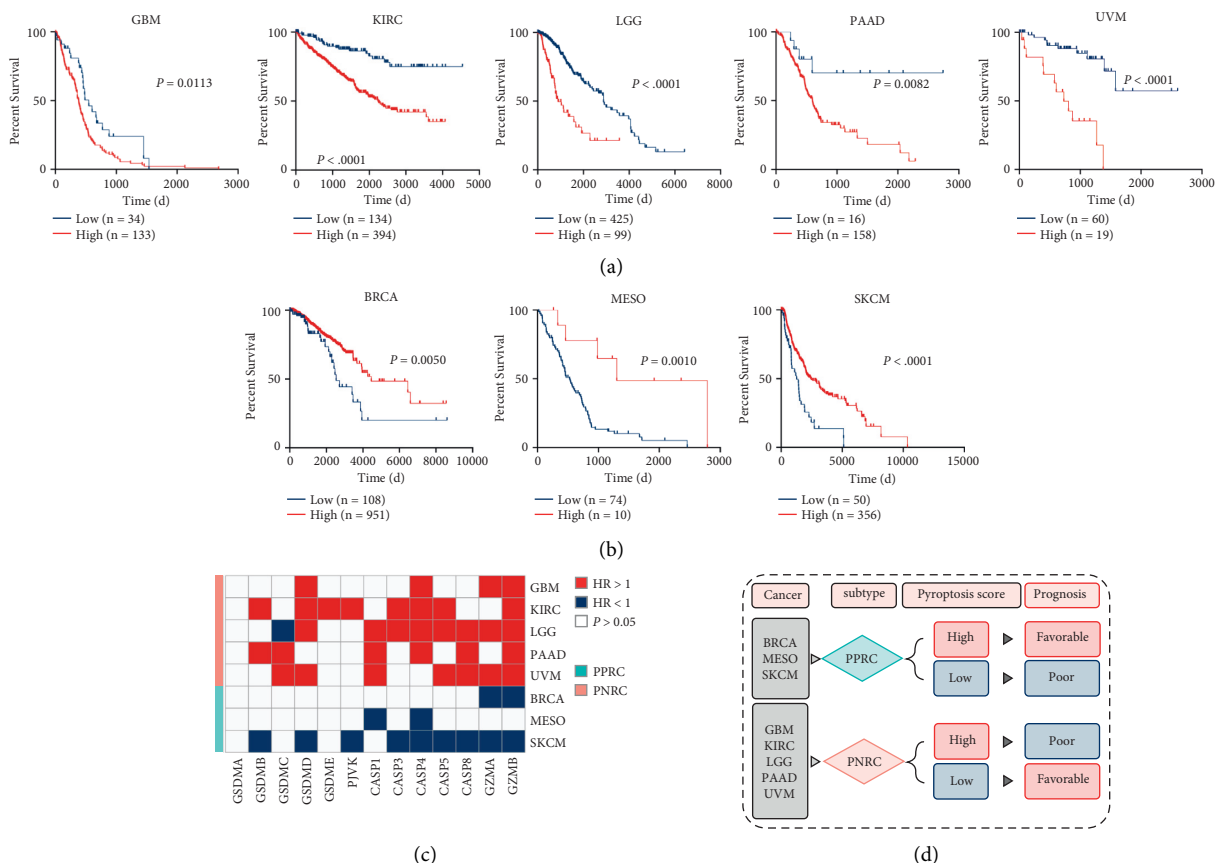 GBM
Percent Survival
100
50
0
0 1000 2000 3000
Time (d)
P = 0.0113
Low (n = 34)
High (n = 133)
KIRC
Percent Survival
100
50
0
0 1000 2000 3000 4000 5000
Time (d)
P < .0001
Low (n = 134)
High (n = 394)
LGG
Percent Survival
100
50
0
0 2000 4000 6000 8000
Time (d)
P < .0001
Low (n = 425)
High (n = 99)
PAAD
Percent Survival
100
50
0
0 1000 2000 3000
Time (d)
P = 0.0082
Low (n = 16)
High (n = 158)
UVM
Percent Survival
100
50
0
0 1000 2000 3000
Time (d)
P < .0001
Low (n = 60)
High (n = 19)
(a)
BRCA
Percent Survival
100
50
0
0 2000 4000 6000 8000 10000
Time (d)
P = 0.0050
Low (n = 108)
High (n = 951)
MESO
Percent Survival
100
50
0
0 1000 2000 3000
Time (d)
P = 0.0010
Low (n = 74)
High (n = 10)
SKCM
Percent Survival
100
50
0
0 5000 10000 15000
Time (d)
P < .0001
Low (n = 50)
High (n = 356)
(b)
GBM
KIRC
LGG
PAAD
UVM
BRCA
MESO
SKCM
GSDMA
GSDMB
GSDMC
GSDMD
GSDME
PJVK
CASP1
CASP3
CASP4
CASP5
CASP8
GZMA
GZMB
HR > 1
HR < 1
P > 0.05
PPRC
PNRC
(c)
Cancer subtype Pyroptosis score Prognosis
BRCA
MESO
SKCM
PPRC
High Favorable
Low Poor
GBM
KIRC
LGG
PAAD
UVM
PNRC
High Poor
Low Favorable
(d)